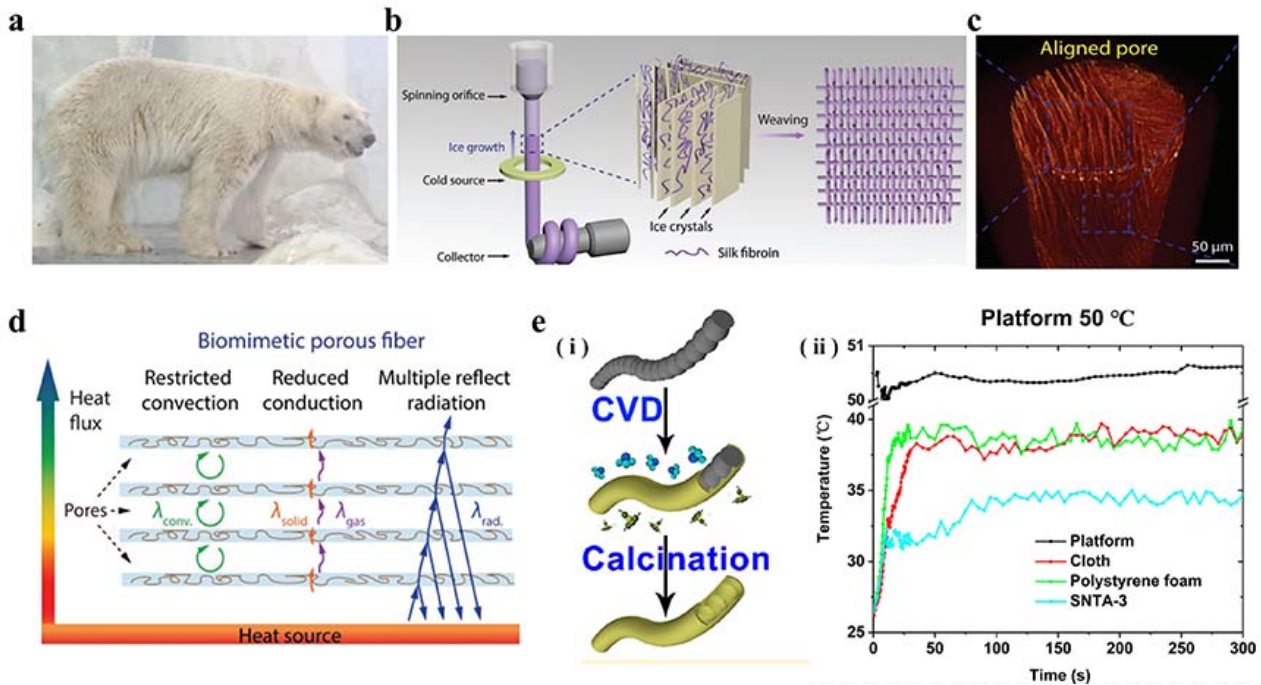 a
b
Spinning orifice
Ice growth
Cold source
Collector
Ice crystals
Silk fibroin
Weaving
c
Aligned pore
50 μm
d
Biomimetic porous fiber
Heat
flux
Restricted
convection
Reduced
conduction
Multiple reflect
radiation
Pores
λconv.
λsolid
λgas
λrad.
Heat source
e
( i )
CVD
Calcination
( ii )
Platform 50 ℃
Temperature (℃)
51
50
40
35
30
25
Platform
Cloth
Polystyrene foam
SNTA-3
0
50
100
150
200
250
300
Time (s)